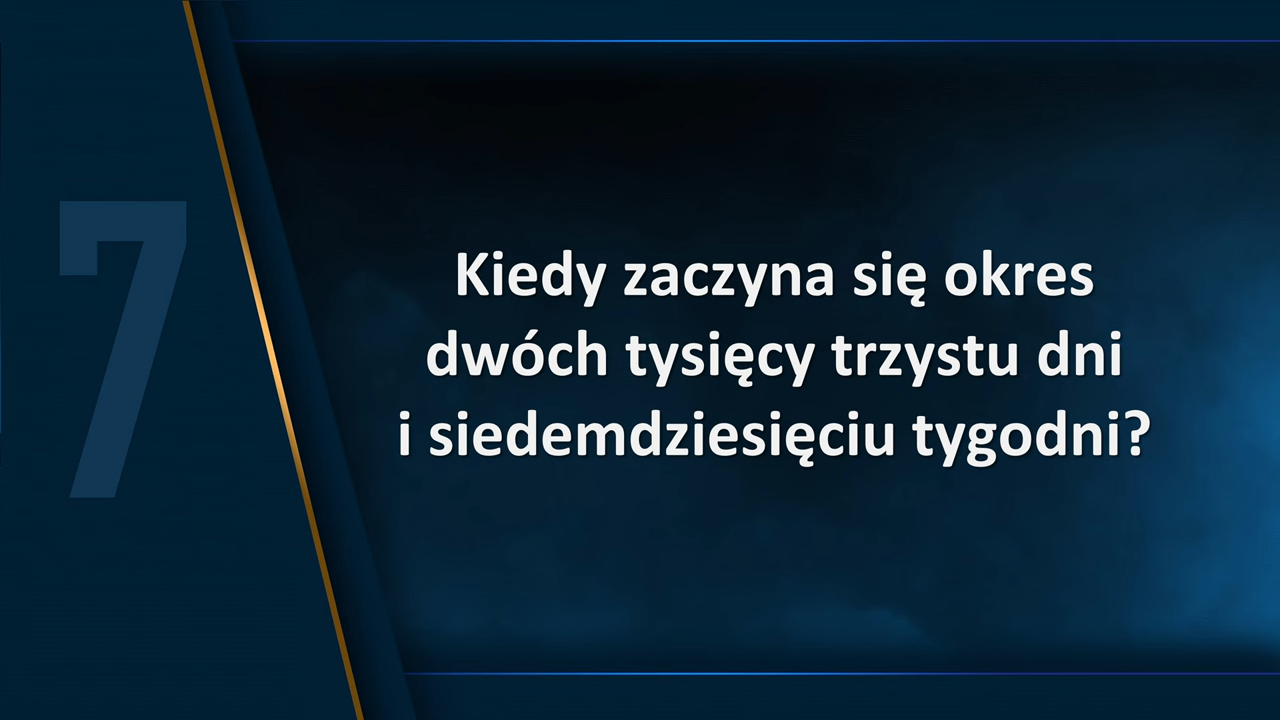 7
Kiedy zaczyna się okres
dwóch tysięcy trzystu dni
i siedemdziesięciu tygodni?